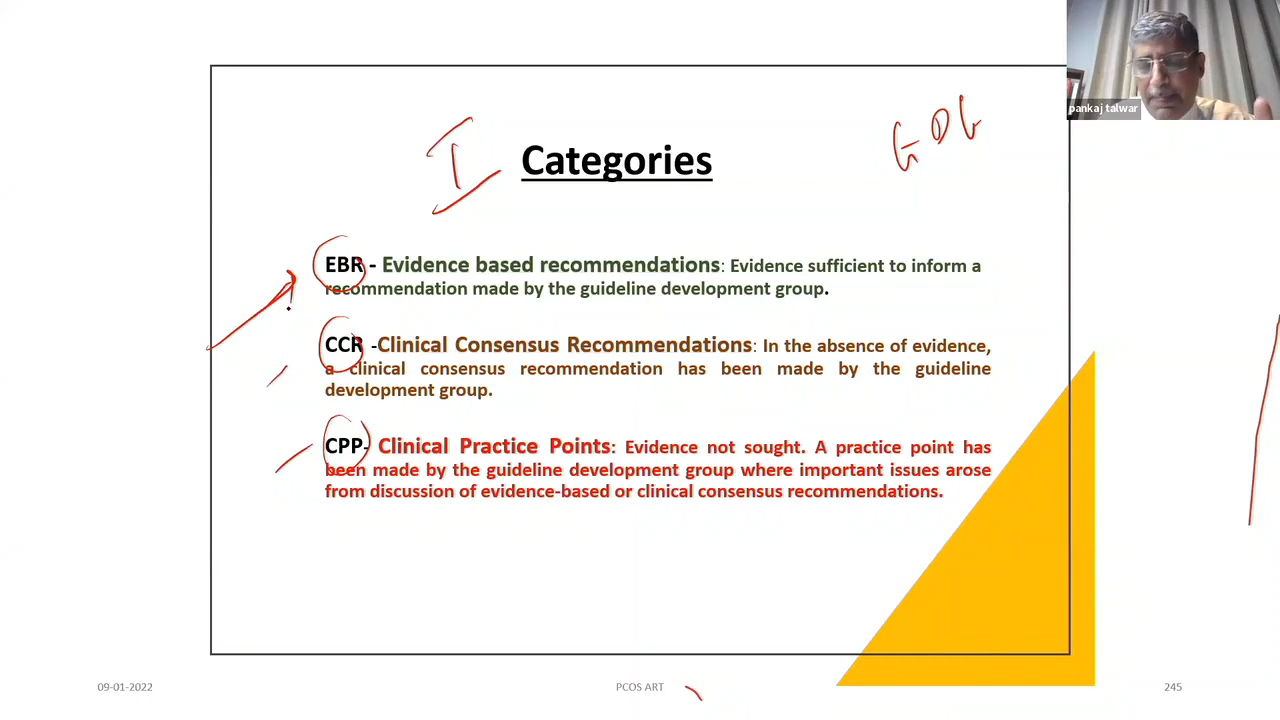 pankaj talwar
I
GDG
Categories
EBR - Evidence based recommendations: Evidence sufficient to inform a
recommendation made by the guideline development group.
CCR -Clinical Consensus Recommendations: In the absence of evidence,
a clinical consensus recommendation has been made by the guideline
development group.
CPP- Clinical Practice Points: Evidence not sought. A practice point has
been made by the guideline development group where important issues arose
from discussion of evidence-based or clinical consensus recommendations.
09-01-2022
PCOS ART
245